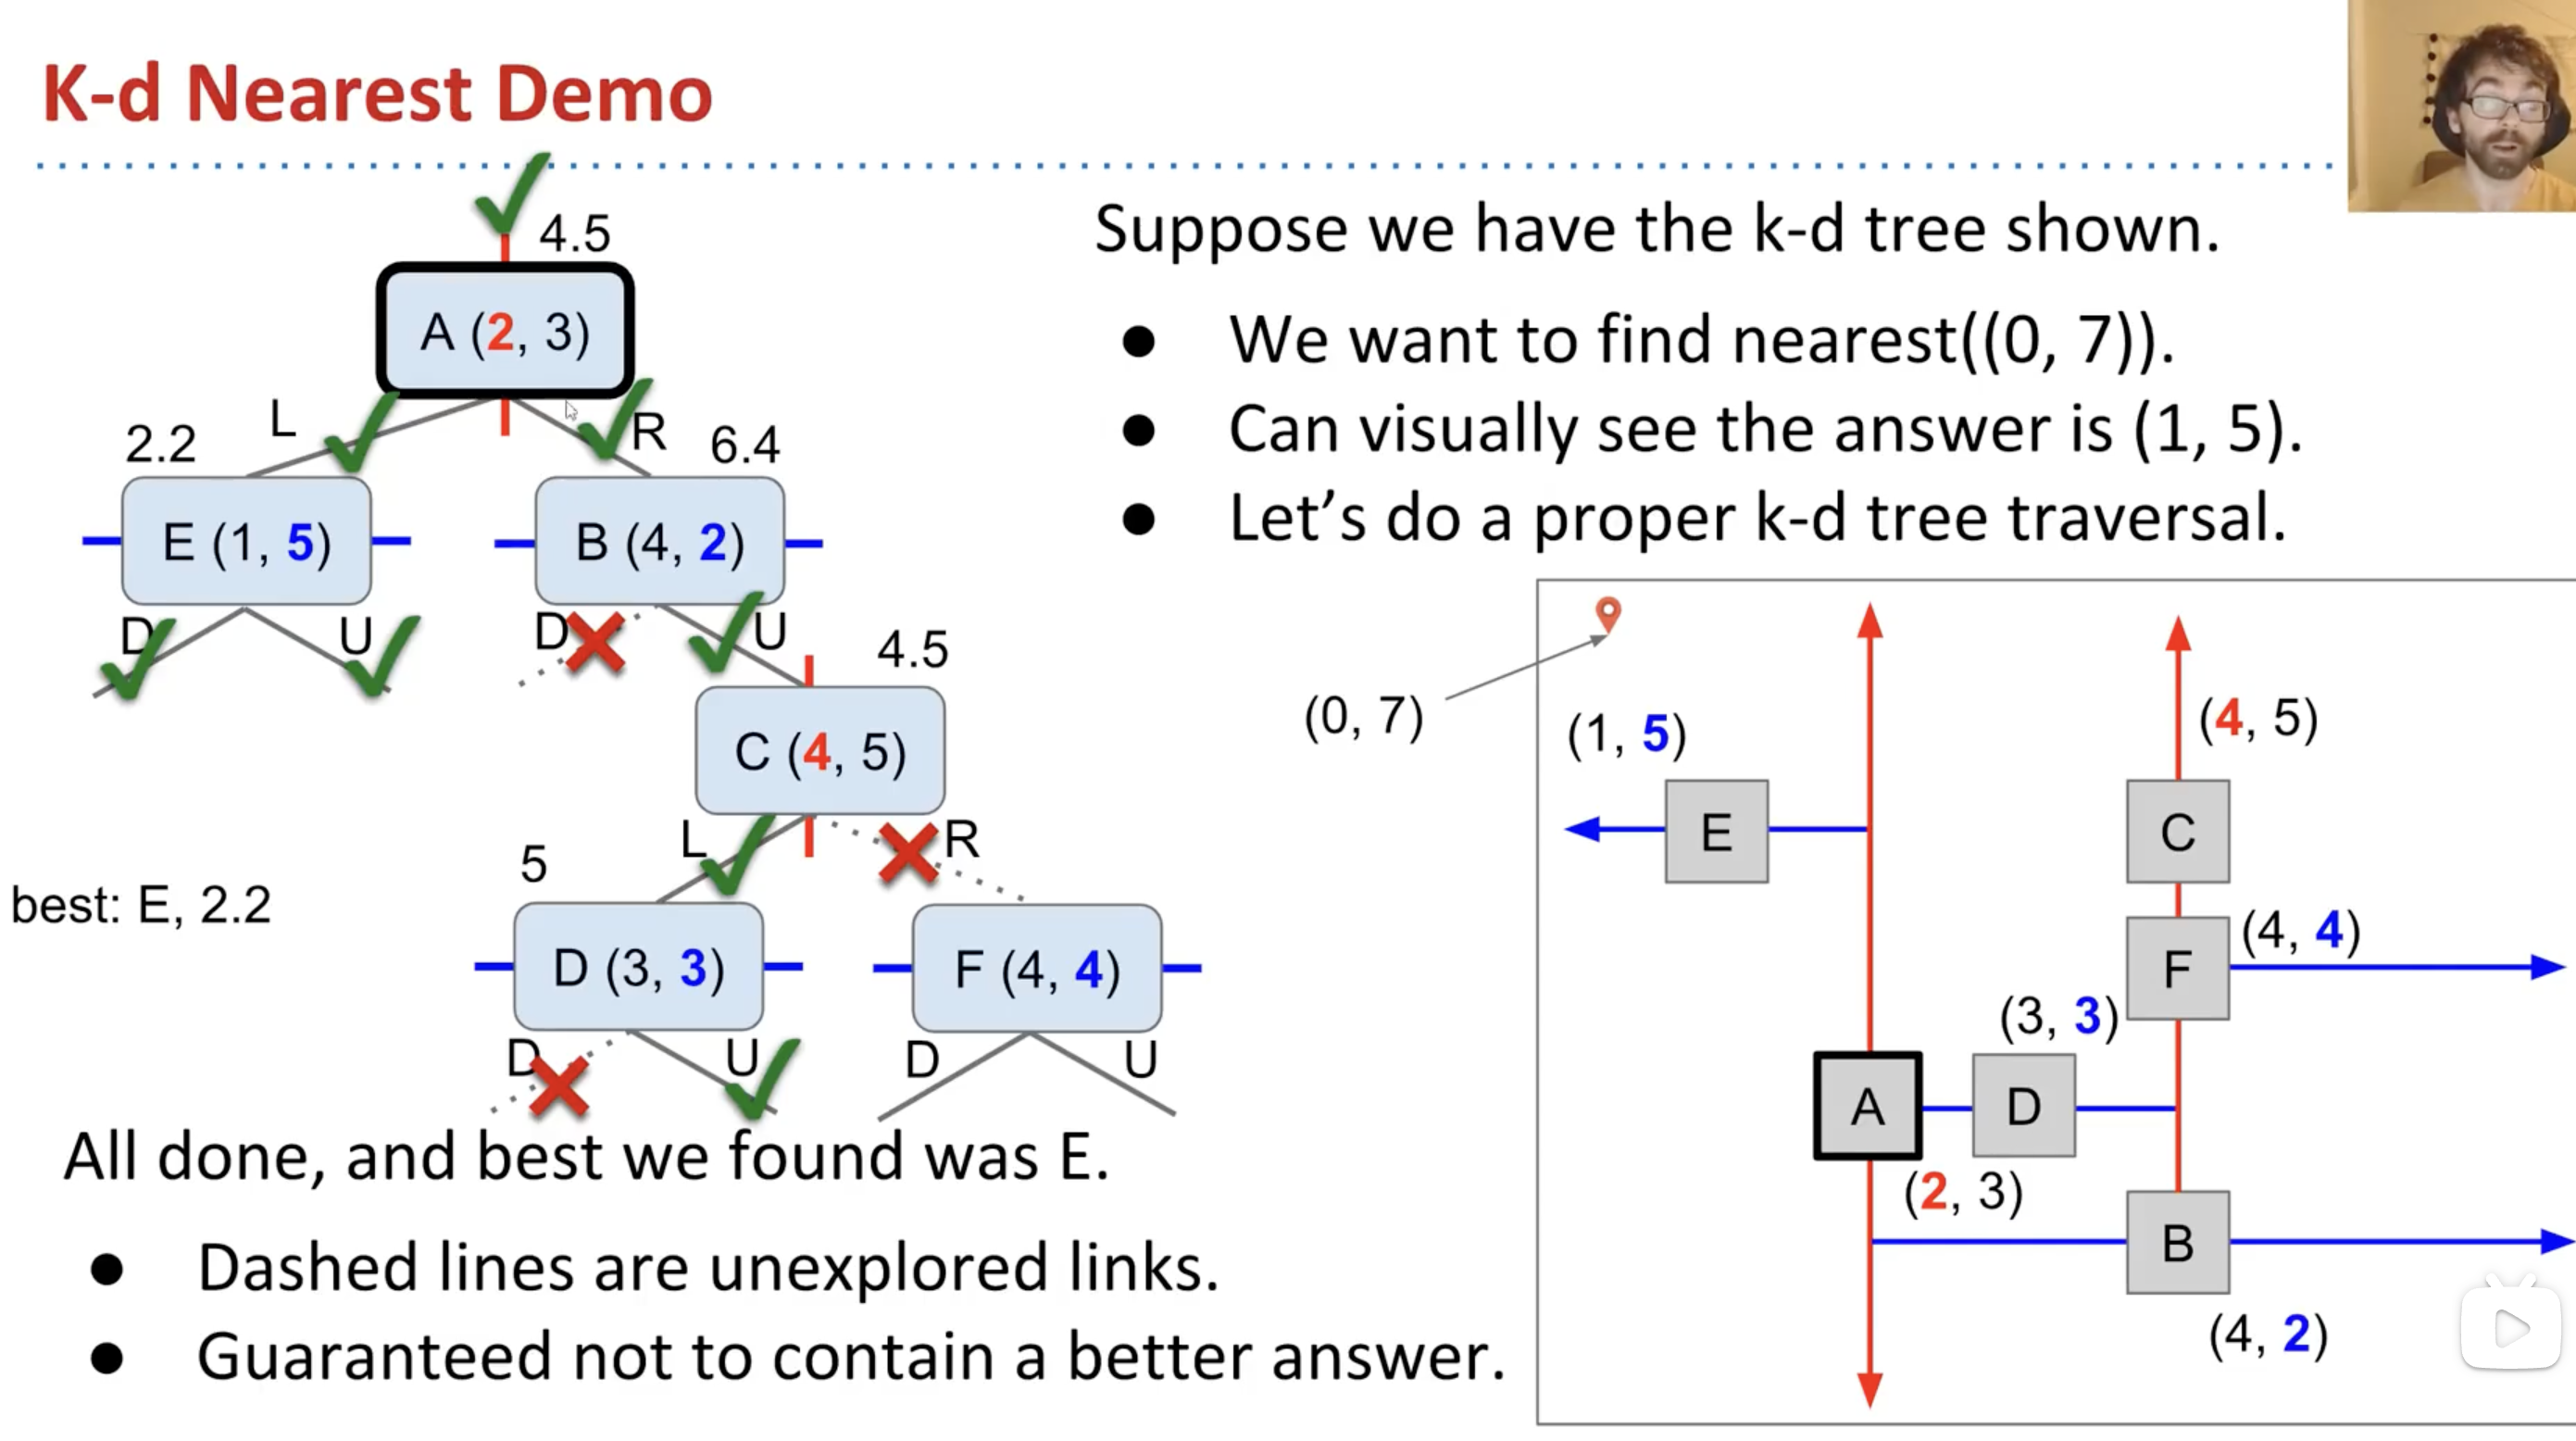 K-d Nearest Demo
4.5
A (2, 3)
L
R
2.2
6.4
E (1, 5)
B (4, 2)
D
U
D
U
4.5
C (4, 5)
L
R
5
best: E, 2.2
D (3, 3)
F (4, 4)
D
U
D
U
All done, and best we found was E.
● Dashed lines are unexplored links.
● Guaranteed not to contain a better answer.
Suppose we have the k-d tree shown.
● We want to find nearest((0, 7)).
● Can visually see the answer is (1, 5).
● Let’s do a proper k-d tree traversal.
(0, 7)
(1, 5)
(4, 5)
E
C
(4, 4)
F
(3, 3)
A
D
(2, 3)
B
(4, 2)